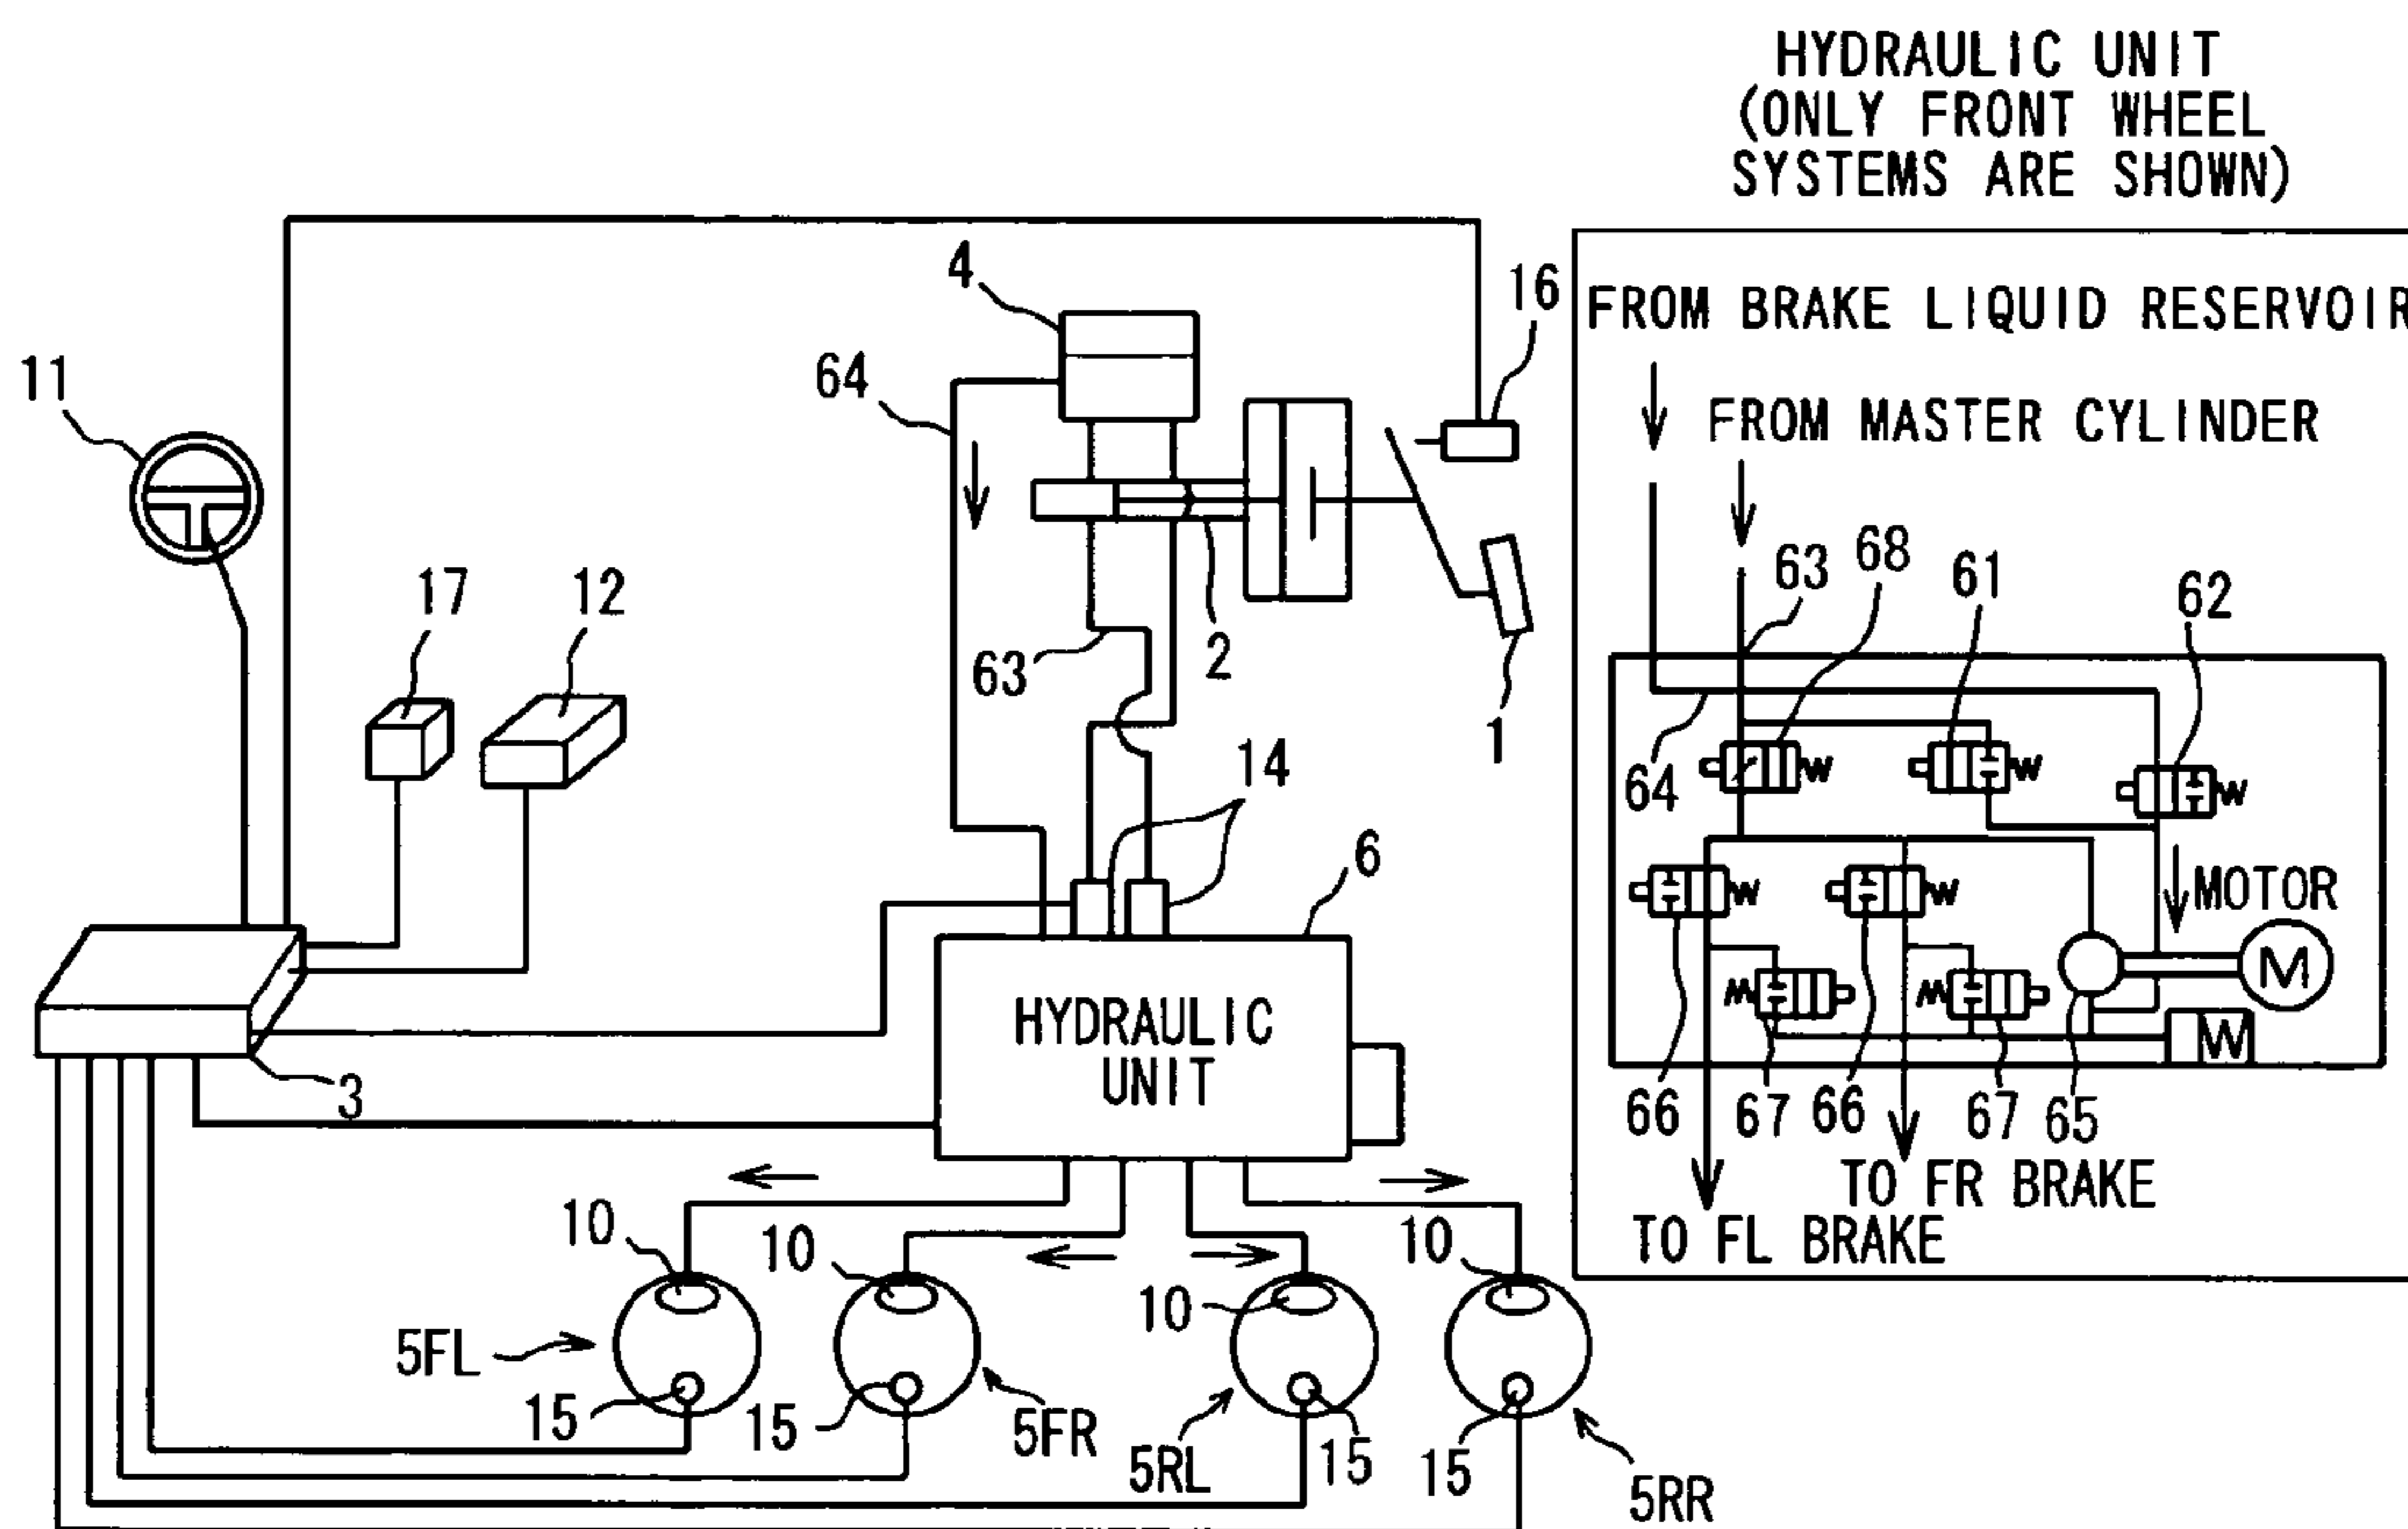 HYDRAULIC UNIT
(ONLY FRONT WHEEL
SYSTEMS ARE SHOWN)
4
16
FROM BRAKE LIQUID RESERVOIR
11
64
FROM MASTER CYLINDER
17
12
63
2
1
63
68
61
62
14
6
64
MOTOR
M
3
HYDRAULIC
UNIT
W
66
67
66
67
65
TO FR BRAKE
TO FL BRAKE
10
10
10
10
5FL
15
15
5FR
5RL
15
15
5RR